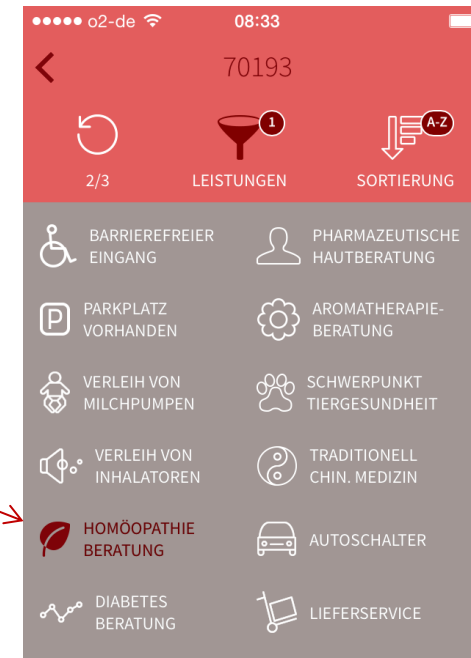 o2-de 08:33
70193
1 A-Z
2/3 LEISTUNGEN SORTIERUNG
BARRIEREFREIER
EINGANG
PHARMAZEUTISCHE
HAUTBERATUNG
P
PARKPLATZ
VORHANDEN
AROMATHERAPIE-
BERATUNG
VERLEIH VON
MILCHPUMPEN
SCHWERPUNKT
TIERGESUNDHEIT
VERLEIH VON
INHALATOREN
TRADITIONELL
CHIN. MEDIZIN
HOMÖOPATHIE
BERATUNG
AUTOSCHALTER
DIABETES
BERATUNG
LIEFERSERVICE